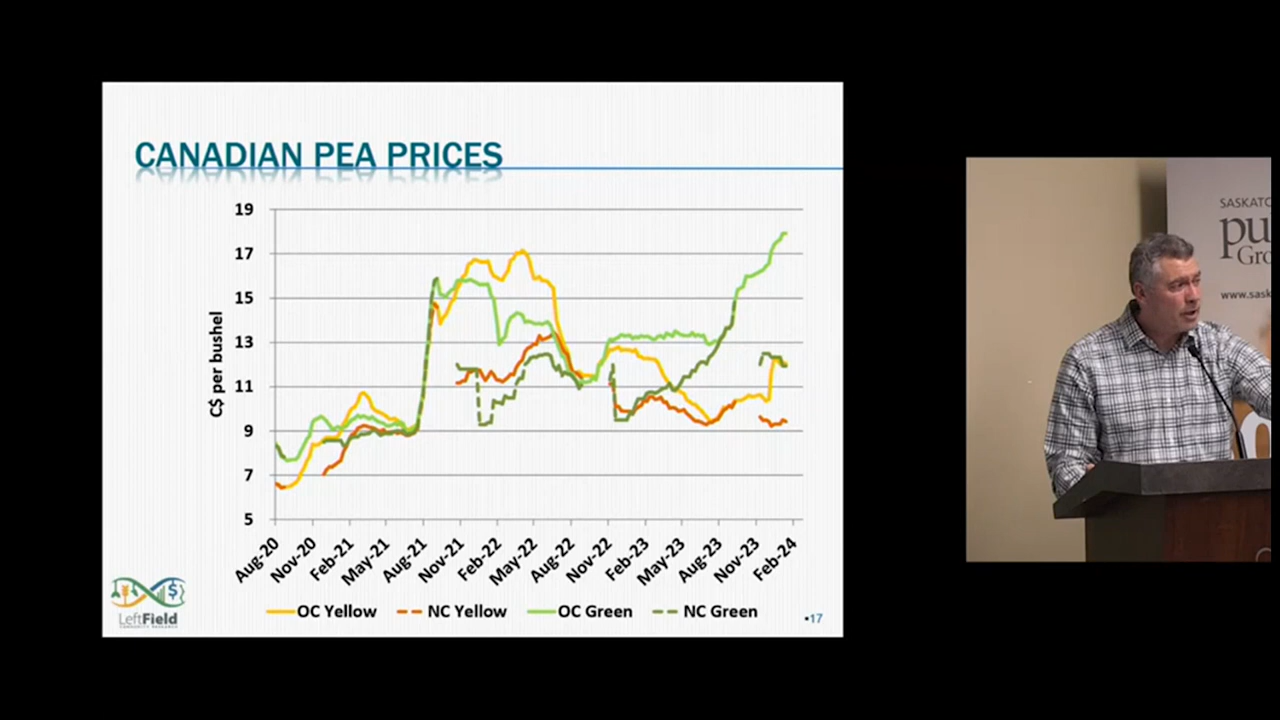 CANADIAN PEA PRICES
C$ per bushel
19
17
15
13
11
9
7
5
Aug-20
Nov-20
Feb-21
May-21
Aug-21
Nov-21
Feb-22
May-22
Aug-22
Nov-22
Feb-23
May-23
Aug-23
Nov-23
Feb-24
OC Yellow
NC Yellow
OC Green
NC Green
LeftField
▪17
SASKATC
pu
Gro
www.sask